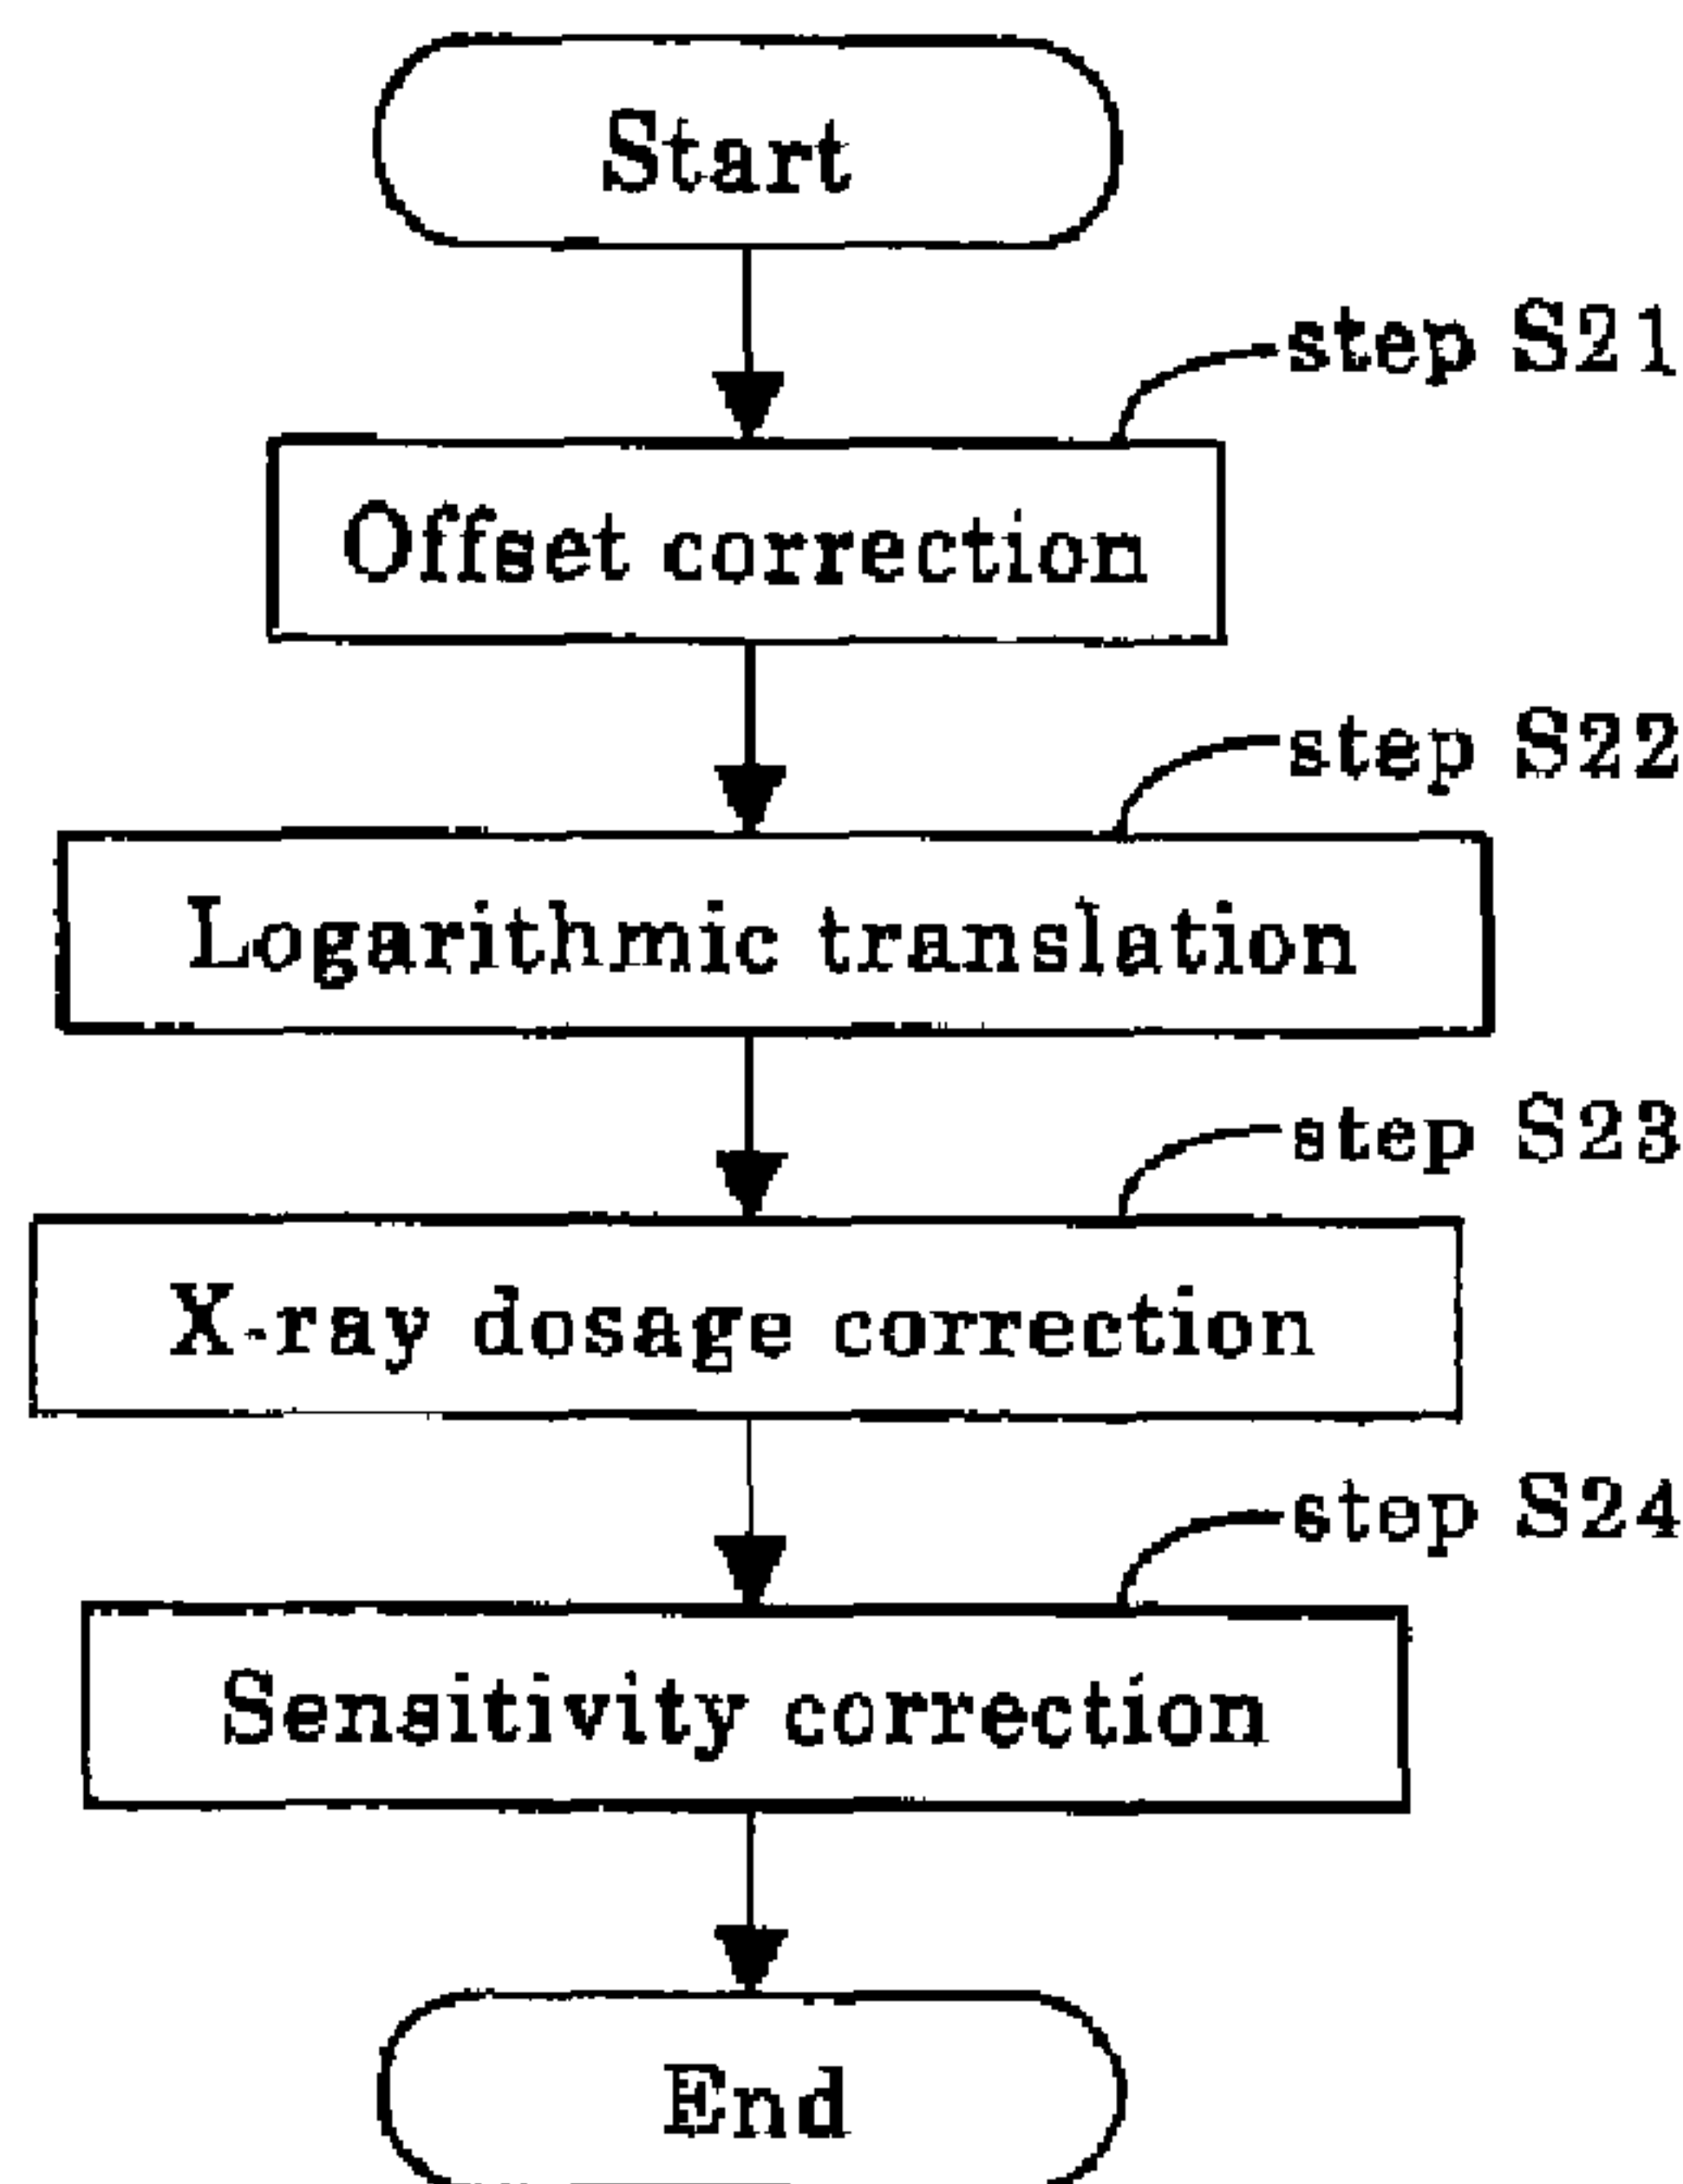 Start
step S21
Offset correction
step S22
Logarithmic translation
step S23
X-ray dosage correction
step S24
Sensitivity correction
End